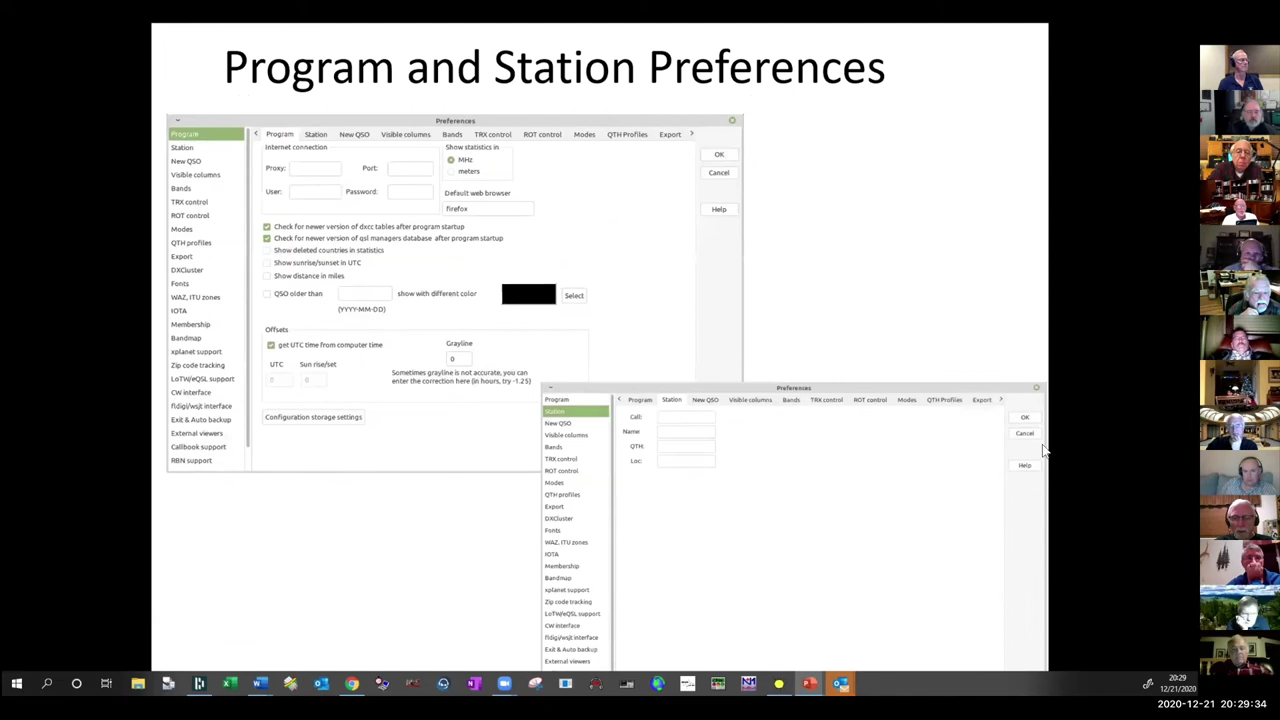 Program and Station Preferences
Preferences
Program
Station
New QSO
Visible columns
Bands
TRX control
ROT control
Modes
QTH profiles
Export
DXCluster
Fonts
WAZ, ITU zones
IOTA
Membership
Bandmap
xplanet support
Zip code tracking
LoTW/eQSL support
CW interface
fldigi/wsjt interface
Exit & Auto backup
External viewers
Callbook support
RBN support
Program Station New QSO Visible columns Bands TRX control ROT control Modes QTH Profiles Export
Internet connection
Proxy: Port:
User: Password:
Show statistics in
MHz
meters
Default web browser
firefox
Check for newer version of dxcc tables after program startup
Check for newer version of qsl managers database after program startup
Show deleted countries in statistics
Show sunrise/sunset in UTC
Show distance in miles
QSO older than show with different color Select
(YYYY-MM-DD)
Offsets
get UTC time from computer time
UTC Sun rise/set
0 0
Grayline
0
Sometimes grayline is not accurate, you can
enter the correction here (in hours, try -1.25)
Configuration storage settings
OK
Cancel
Help
Preferences
Program
Station
New QSO
Visible columns
Bands
TRX control
ROT control
Modes
QTH profiles
Export
DXCluster
Fonts
WAZ, ITU zones
IOTA
Membership
Bandmap
xplanet support
Zip code tracking
LoTW/eQSL support
CW interface
fldigi/wsjt interface
Exit & Auto backup
External viewers
Program Station New QSO Visible columns Bands TRX control ROT control Modes QTH Profiles Export
Call:
Name:
QTH:
Loc:
OK
Cancel
Help
20:29
12/21/2020
2020-12-21 20:29:34